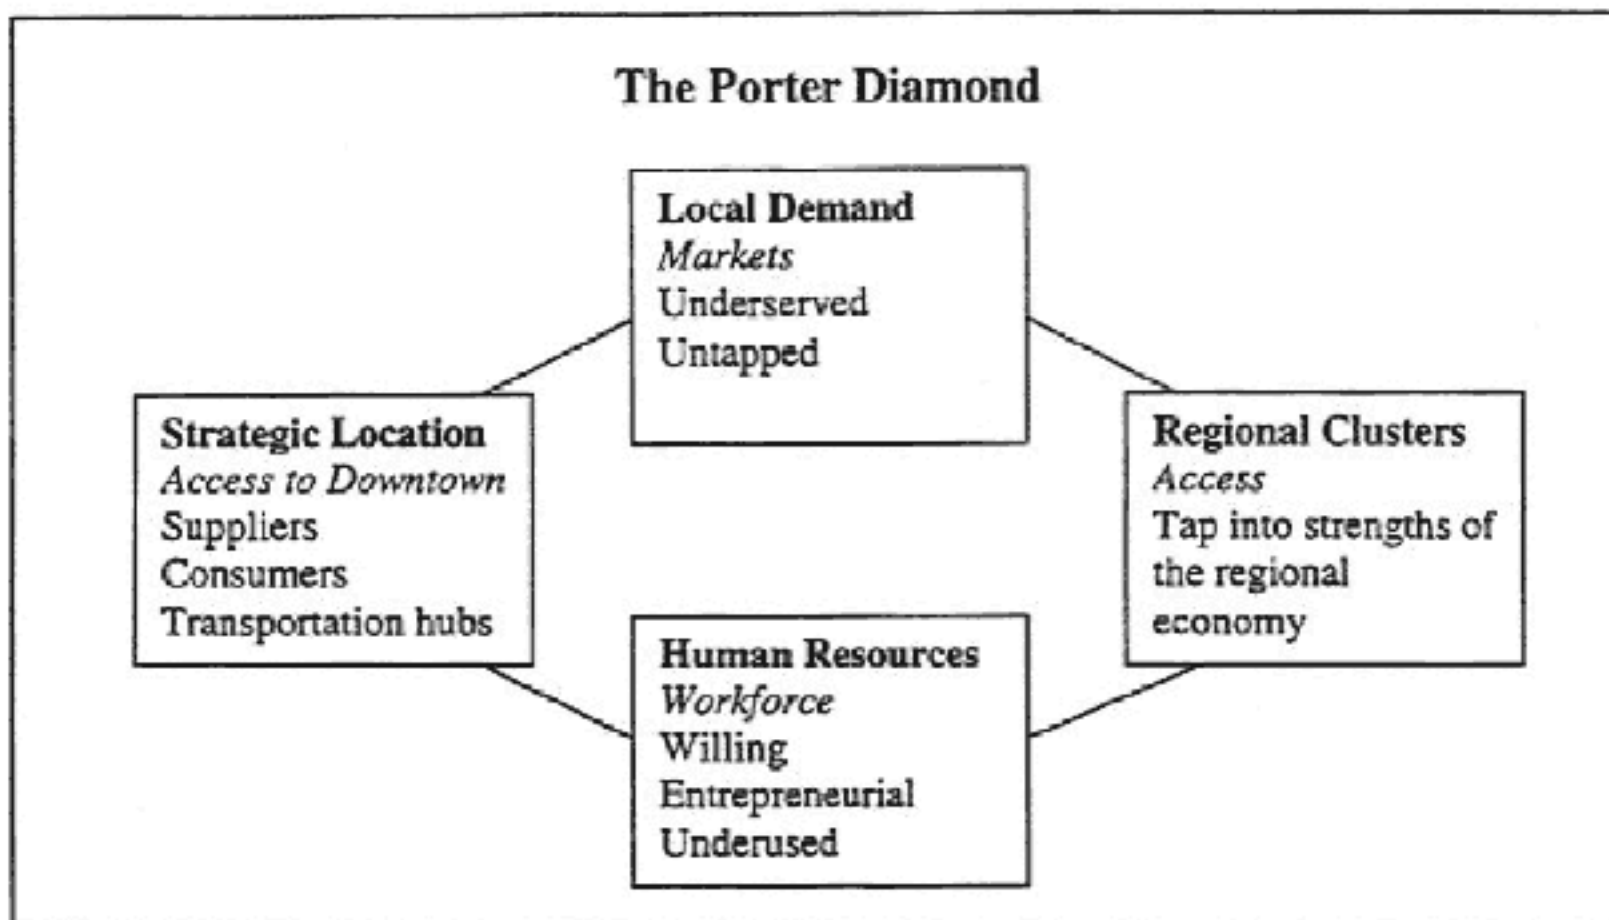 The Porter Diamond
Local Demand
Markets
Underserved
Untapped
Strategic Location
Access to Downtown
Suppliers
Consumers
Transportation hubs
Regional Clusters
Access
Tap into strengths of
the regional
economy
Human Resources
Workforce
Willing
Entrepreneurial
Underused